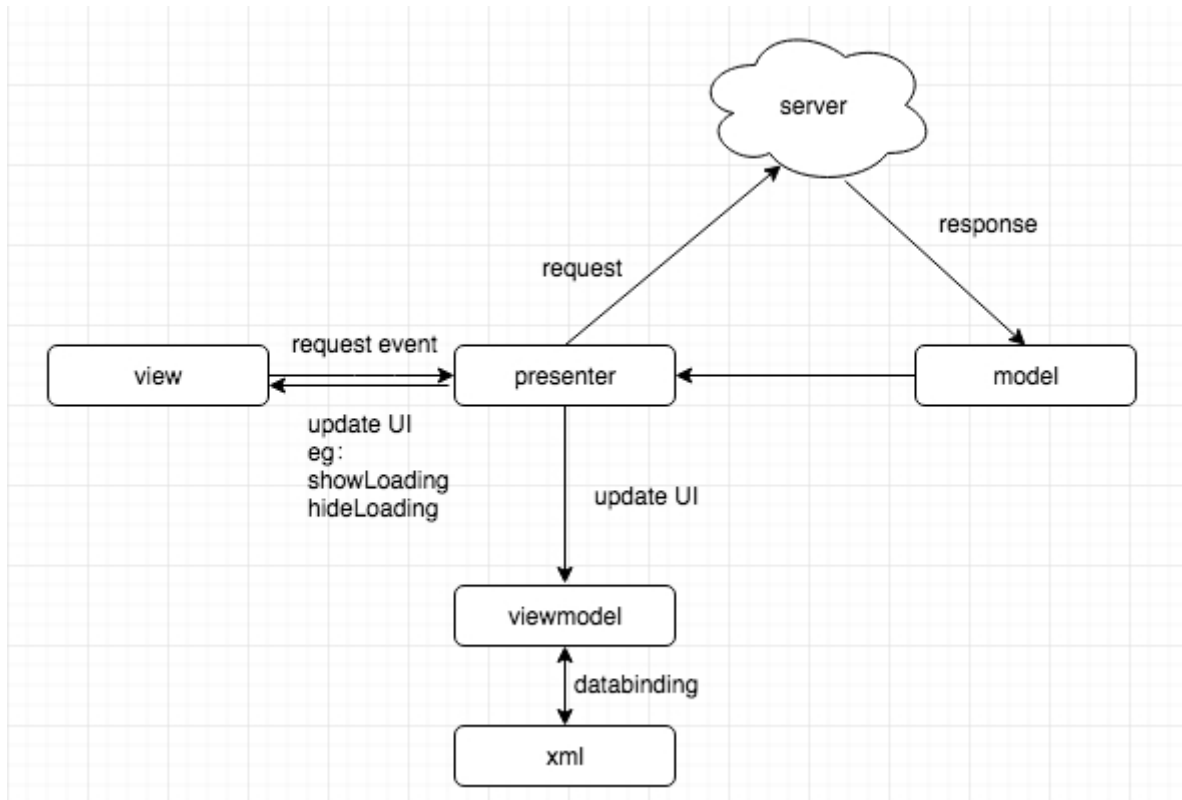 server
response
request
request event
view
presenter
model
update UI
eg：
showLoading
hideLoading
update UI
viewmodel
databinding
xml